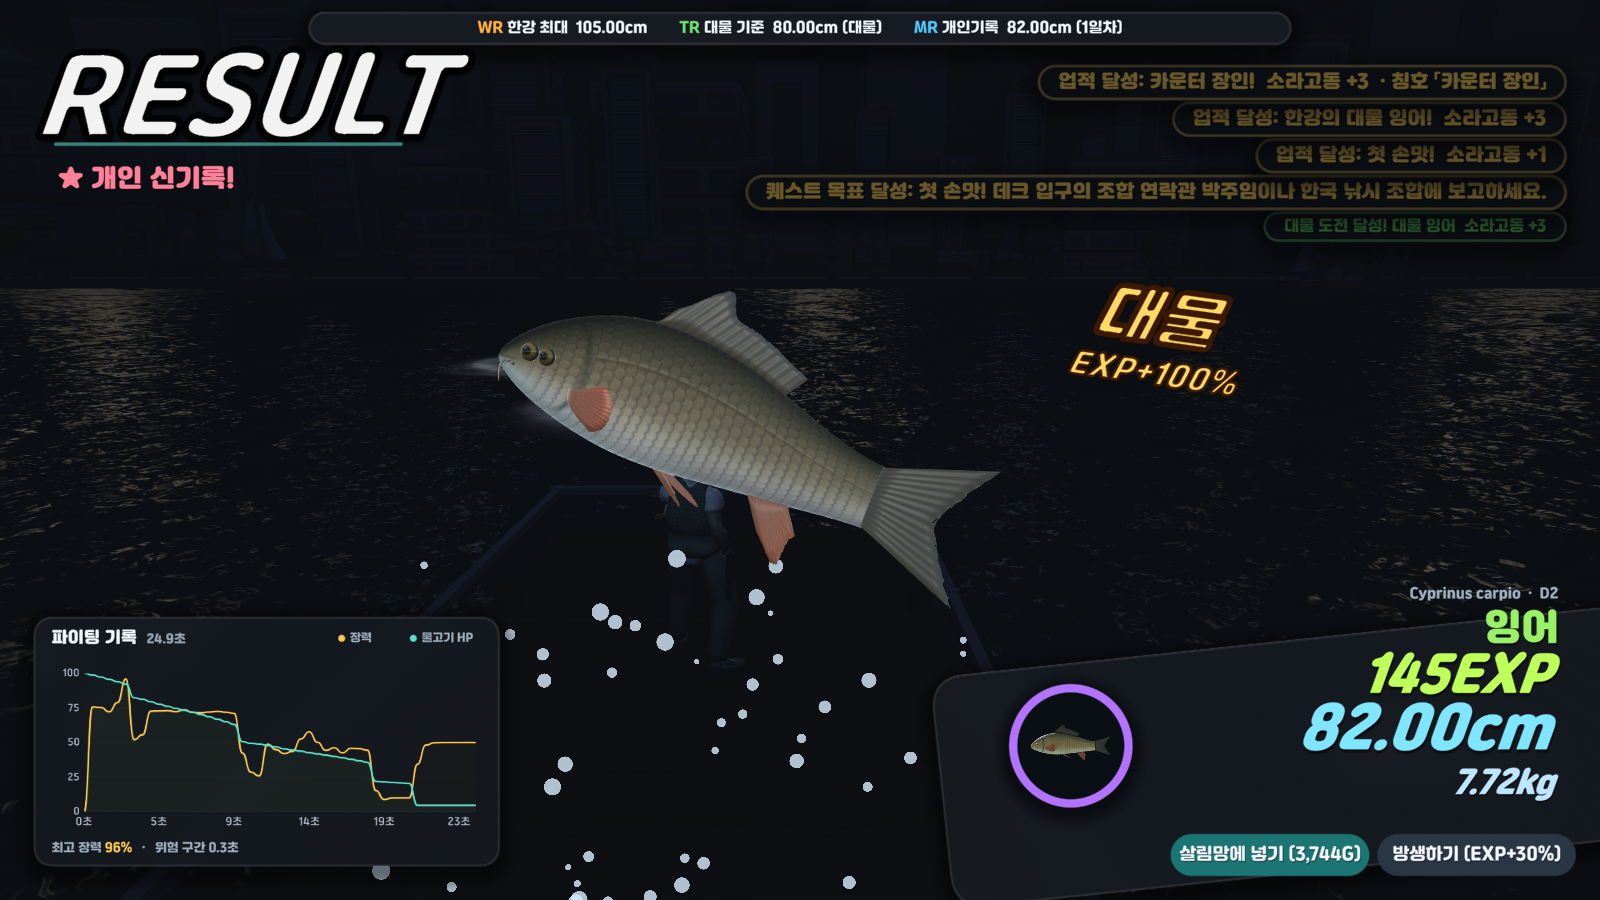 WR 한강 최대 105.00cm TR 대물 기준 80.00cm (대물) MR 개인기록 82.00cm (1일차)
RESULT
★ 개인 신기록!
업적 달성: 카운터 장인! 소라고동 +3 · 칭호 「카운터 장인」
업적 달성: 한강의 대물 잉어! 소라고동 +3
업적 달성: 첫 손맛! 소라고동 +1
퀘스트 목표 달성: 첫 손맛! 데크 입구의 조합 연락관 박주임이나 한국 낚시 조합에 보고하세요.
대물 도전 달성! 대물 잉어 소라고동 +3
대물
EXP+100%
파이팅 기록 24.9초
장력
물고기 HP
100
75
50
25
0
0초 5초 9초 14초 19초 23초
최고 장력 96% · 위험 구간 0.3초
Cyprinus carpio · D2
잉어
145EXP
82.00cm
7.72kg
살림망에 넣기 (3,744G)
방생하기 (EXP+30%)